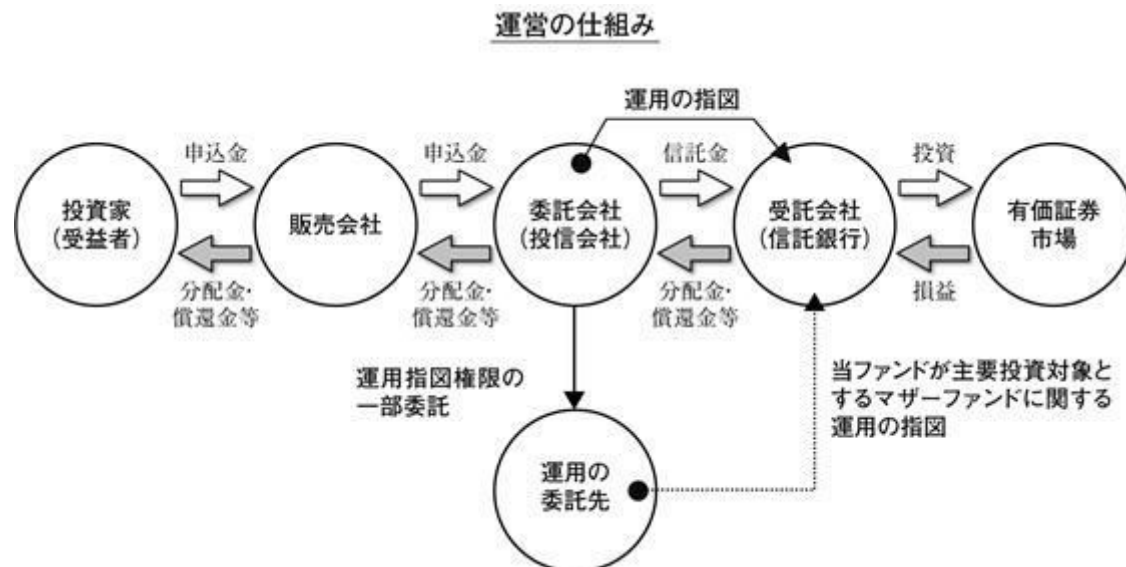 運営の仕組み
運用の指図
申込金
申込金
信託金
投資
投資家
(受益者)
販売会社
委託会社
(投信会社)
受託会社
(信託銀行)
有価証券
市場
分配金・
償還金等
分配金・
償還金等
分配金・
償還金等
損益
運用指図権限の
一部委託
当ファンドが主要投資対象と
するマザーファンドに関する
運用の指図
運用の
委託先